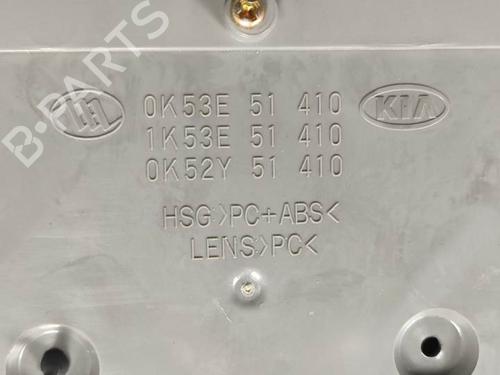 0K53E 51 410
KIA
1K53E 51 410
0K52Y 51 410
HSG>PC+ABS<
LENS>PC<
B-PARTS